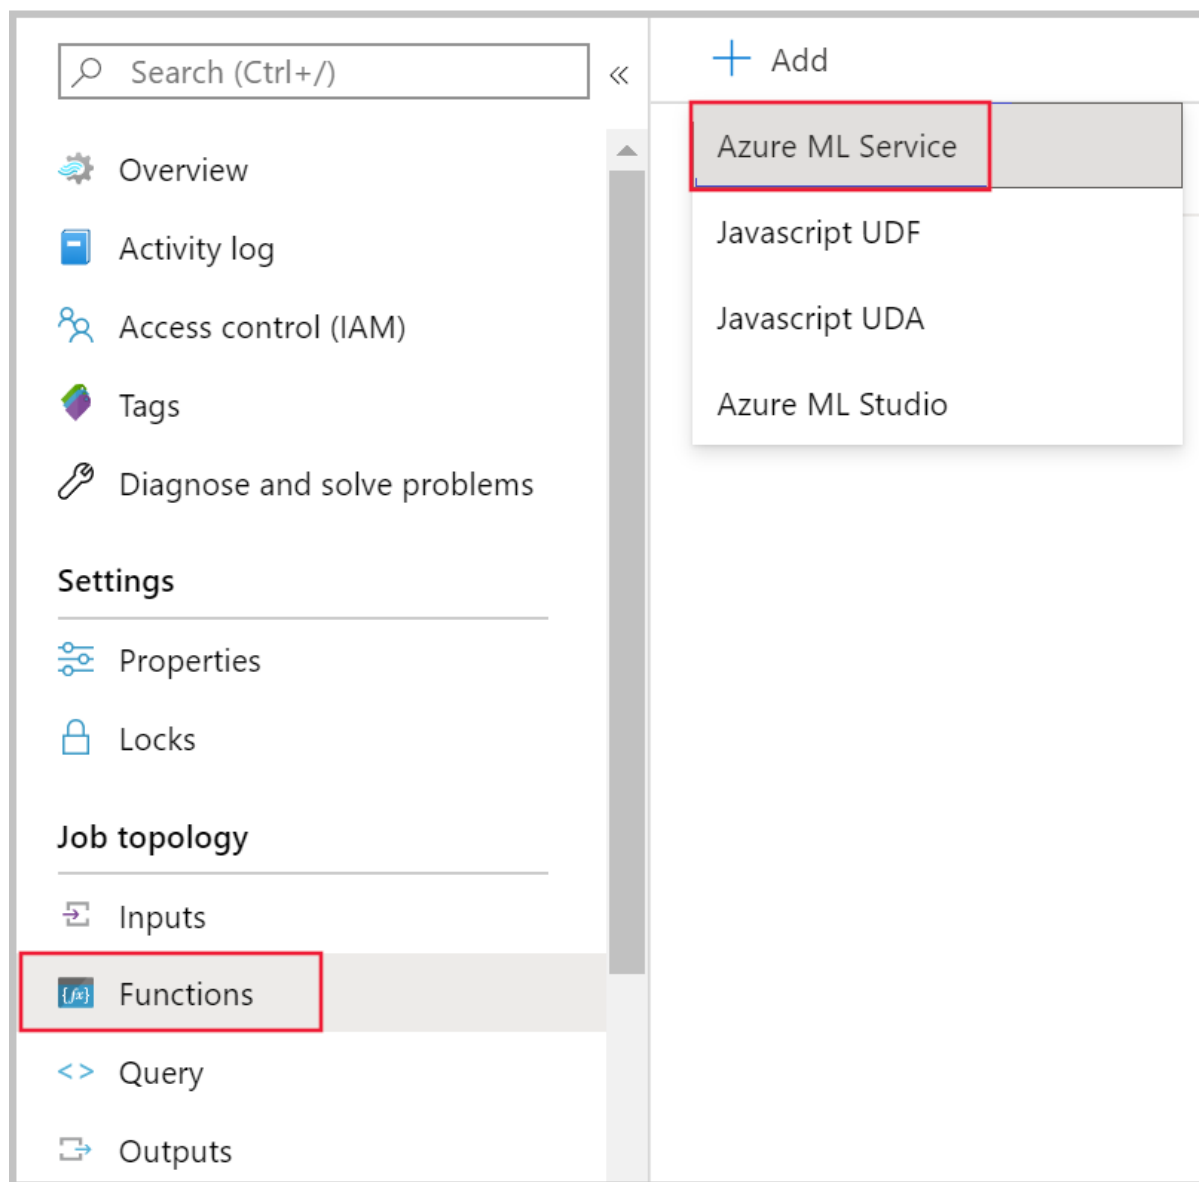 Search (Ctrl+/)
«
Overview
Activity log
Access control (IAM)
Tags
Diagnose and solve problems
Settings
Properties
Locks
Job topology
Inputs
{fx} Functions
<> Query
Outputs
+ Add
Azure ML Service
Javascript UDF
Javascript UDA
Azure ML Studio